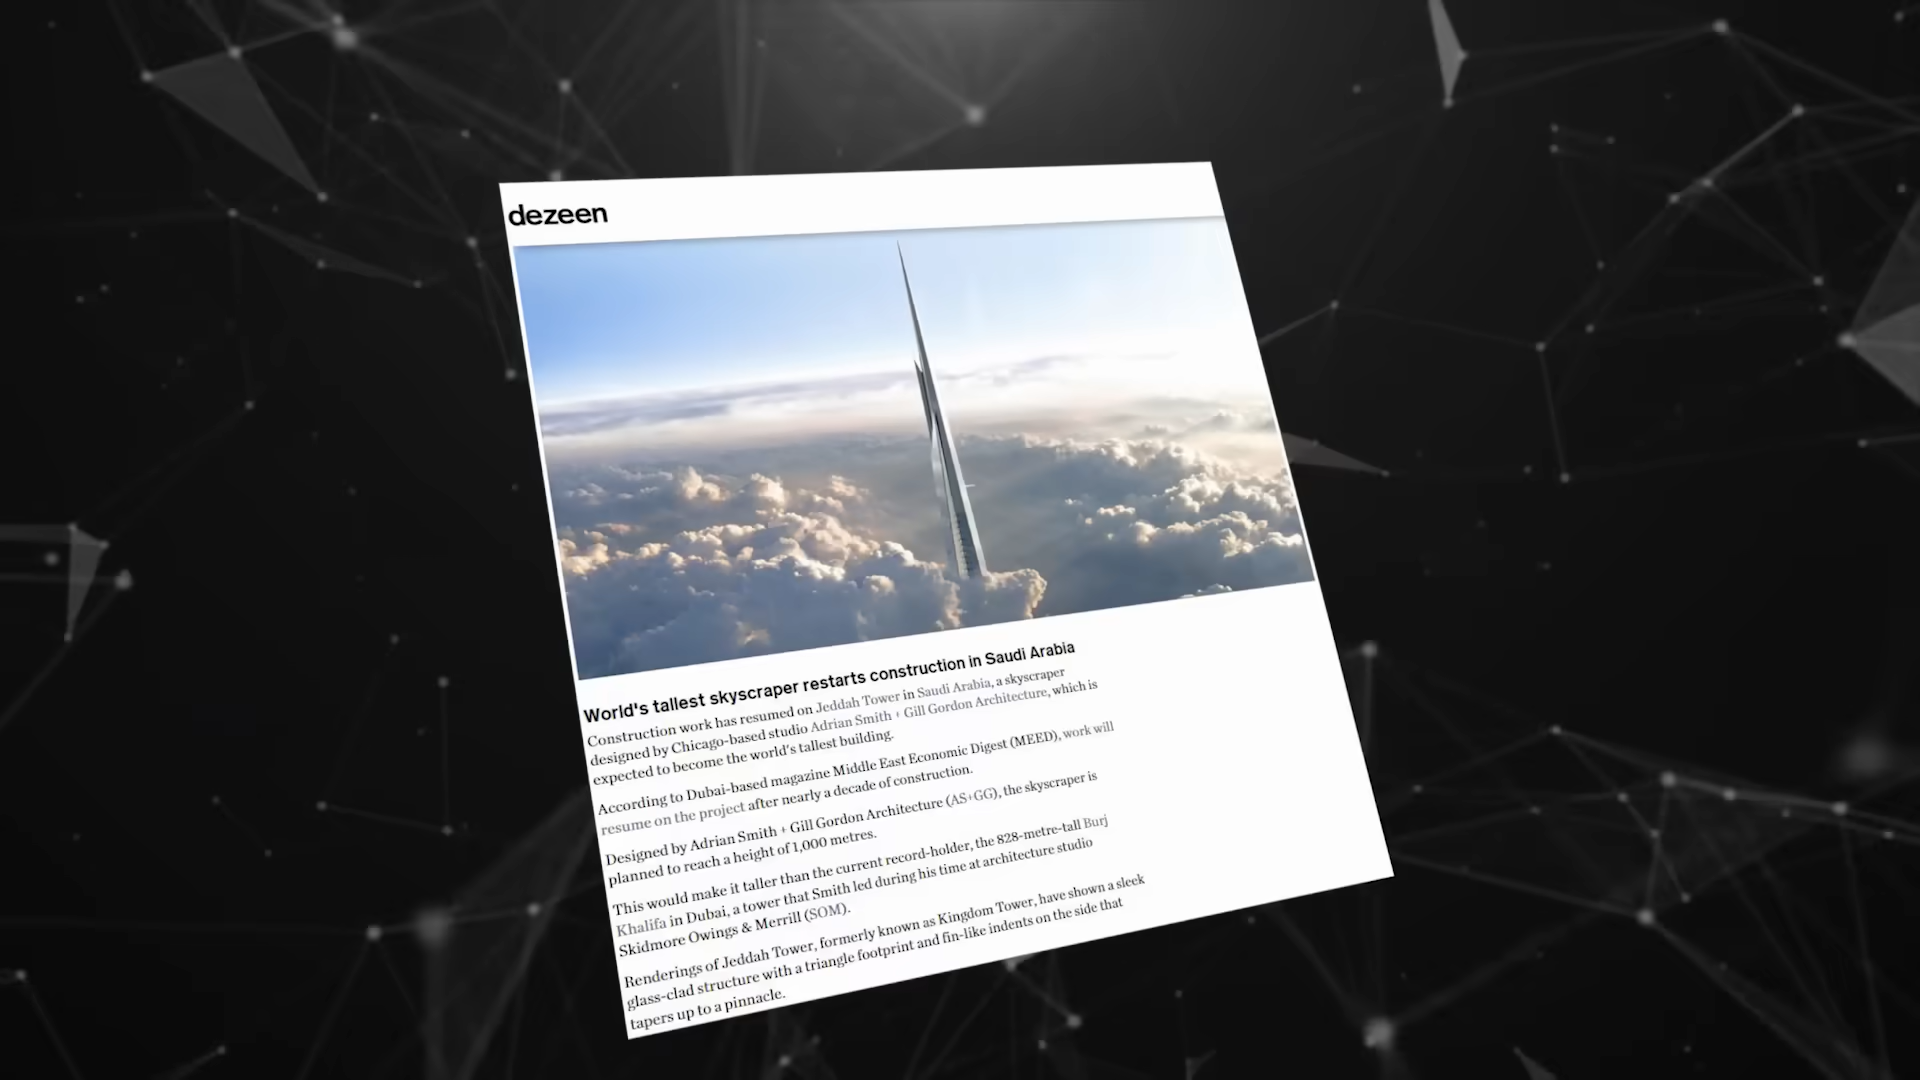 dezeen
World's tallest skyscraper restarts construction in Saudi Arabia
Construction work has resumed on Jeddah Tower in Saudi Arabia, a skyscraper
designed by Chicago-based studio Adrian Smith + Gill Gordon Architecture, which is
expected to become the world's tallest building.
According to Dubai-based magazine Middle East Economic Digest (MEED), work will
resume on the project after nearly a decade of construction.
Designed by Adrian Smith + Gill Gordon Architecture (AS+GG), the skyscraper is
planned to reach a height of 1,000 metres.
This would make it taller than the current record-holder, the 828-metre-tall Burj
Khalifa in Dubai, a tower that Smith led during his time at architecture studio
Skidmore Owings & Merrill (SOM).
Renderings of Jeddah Tower, formerly known as Kingdom Tower, have shown a sleek
glass-clad structure with a triangle footprint and fin-like indents on the side that
tapers up to a pinnacle.